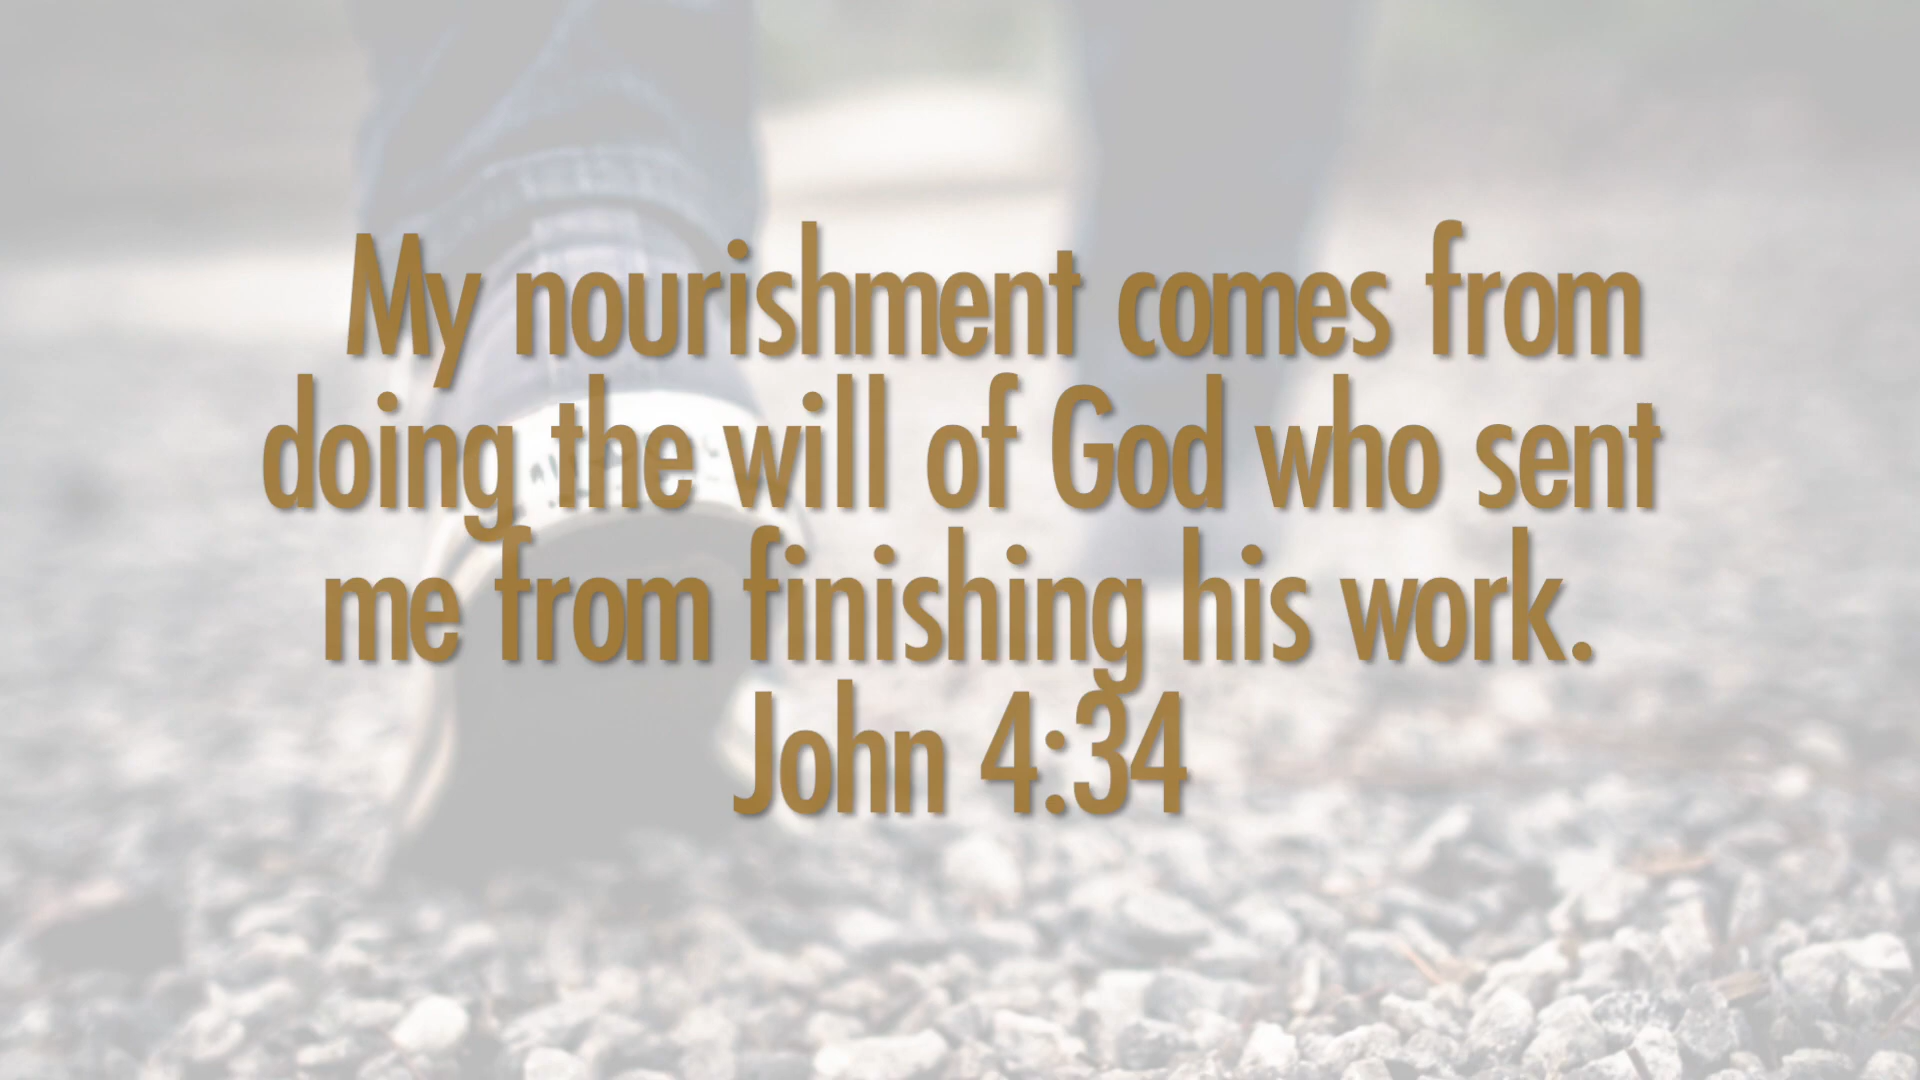 My nourishment comes from
doing the will of God who sent
me from finishing his work.
John 4:34